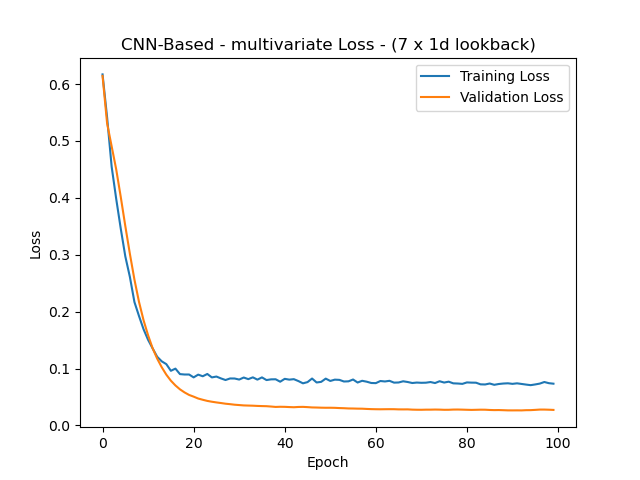 CNN-Based - multivariate Loss - (7 x 1d lookback)
Training Loss
Validation Loss
0.6
0.5
0.4
0.3
0.2
0.1
0.0
Loss
0 20 40 60 80 100
Epoch